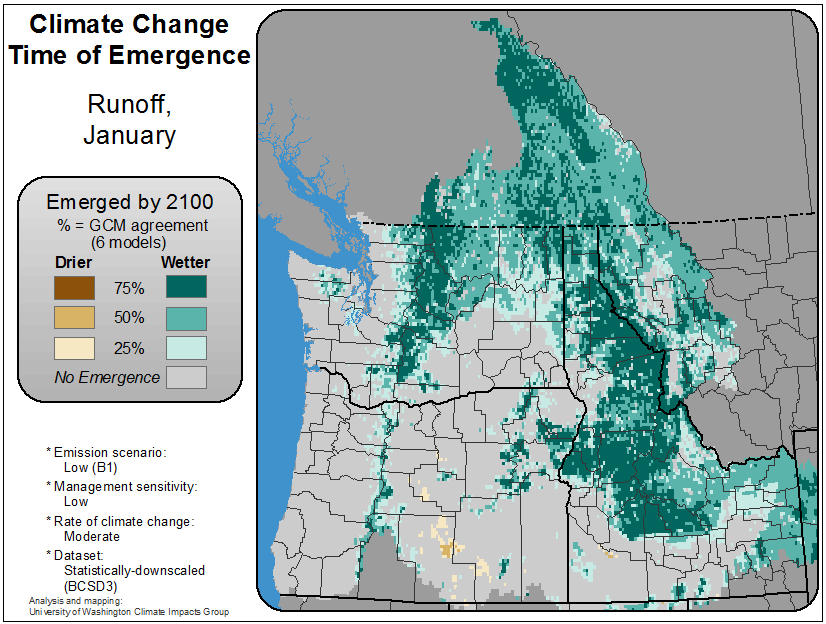 Climate Change
Time of Emergence
Runoff,
January
Emerged by 2100
% = GCM agreement
(6 models)
Drier Wetter
75%
50%
25%
No Emergence
* Emission scenario:
Low (B1)
* Management sensitivity:
Low
* Rate of climate change:
Moderate
* Dataset:
Statistically-downscaled
(BCSD3)
Analysis and mapping:
University of Washington Climate Impacts Group